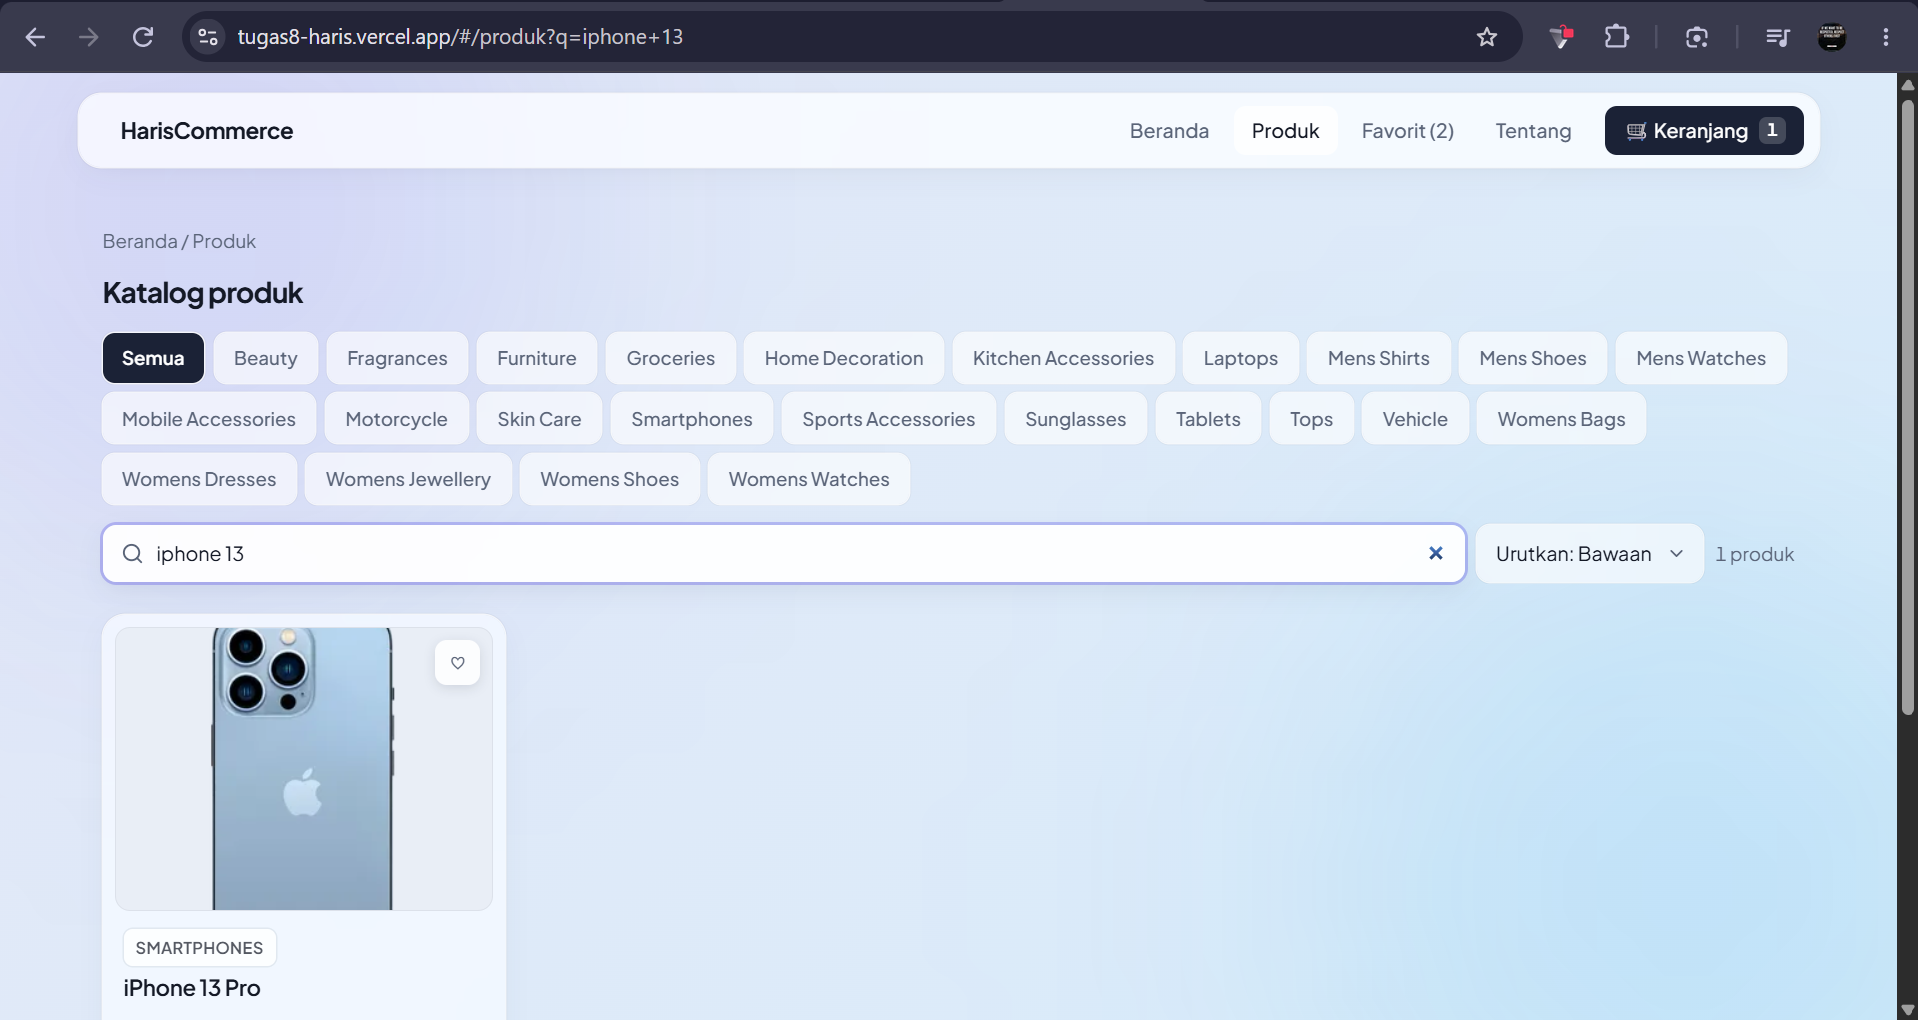 tugas8-haris.vercel.app/#/produk?q=iphone+13
HarisCommerce
Beranda
Produk
Favorit (2)
Tentang
Keranjang 1
Beranda / Produk
Katalog produk
Semua
Beauty
Fragrances
Furniture
Groceries
Home Decoration
Kitchen Accessories
Laptops
Mens Shirts
Mens Shoes
Mens Watches
Mobile Accessories
Motorcycle
Skin Care
Smartphones
Sports Accessories
Sunglasses
Tablets
Tops
Vehicle
Womens Bags
Womens Dresses
Womens Jewellery
Womens Shoes
Womens Watches
iphone 13
Urutkan: Bawaan
1 produk
SMARTPHONES
iPhone 13 Pro